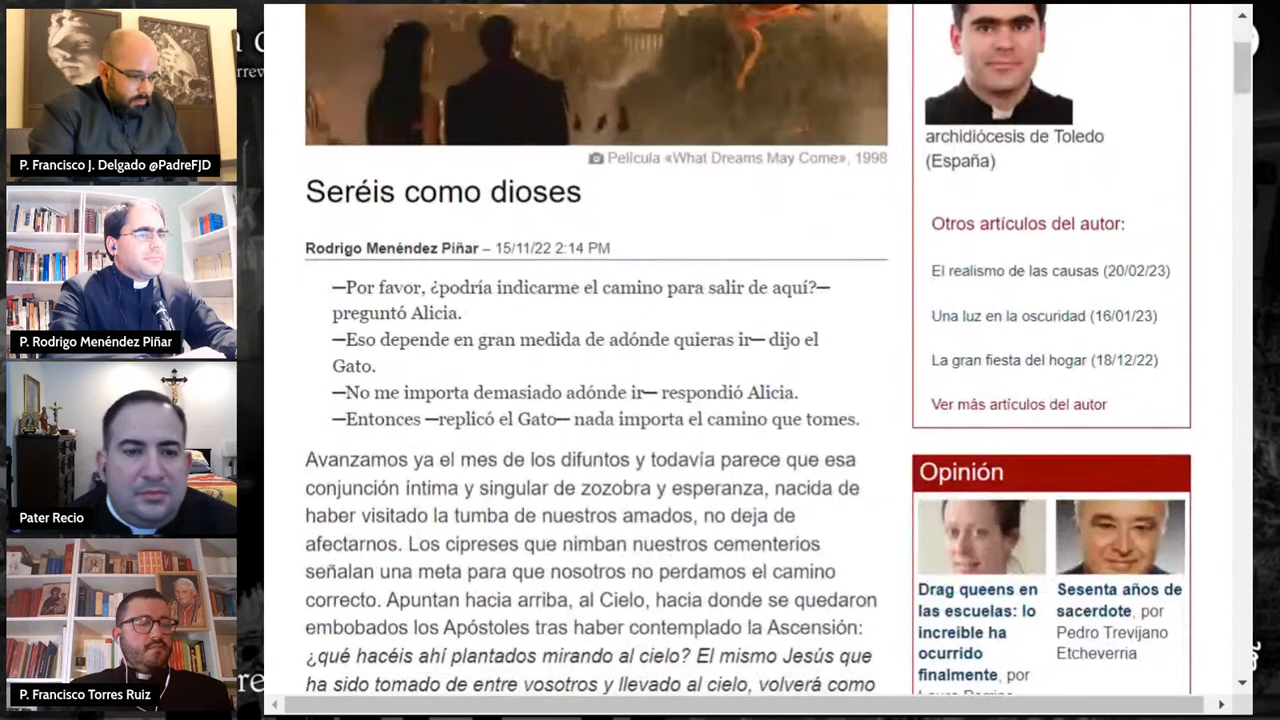 P. Francisco J. Delgado @PadreFJD
P. Rodrigo Menéndez Piñar
Pater Recio
P. Francisco Torres Ruiz
Película «What Dreams May Come», 1998
Seréis como dioses
Rodrigo Menéndez Piñar – 15/11/22 2:14 PM
—Por favor, ¿podría indicarme el camino para salir de aquí?—
preguntó Alicia.
—Eso depende en gran medida de adónde quieras ir— dijo el
Gato.
—No me importa demasiado adónde ir— respondió Alicia.
—Entonces —replicó el Gato— nada importa el camino que tomes.
Avanzamos ya el mes de los difuntos y todavía parece que esa
conjunción íntima y singular de zozobra y esperanza, nacida de
haber visitado la tumba de nuestros amados, no deja de
afectarnos. Los cipreses que nimban nuestros cementerios
señalan una meta para que nosotros no perdamos el camino
correcto. Apuntan hacia arriba, al Cielo, hacia donde se quedaron
embobados los Apóstoles tras haber contemplado la Ascensión:
¿qué hacéis ahí plantados mirando al cielo? El mismo Jesús que
ha sido tomado de entre vosotros y llevado al cielo, volverá como
archidiócesis de Toledo
(España)
Otros artículos del autor:
El realismo de las causas (20/02/23)
Una luz en la oscuridad (16/01/23)
La gran fiesta del hogar (18/12/22)
Ver más artículos del autor
Opinión
Drag queens en
las escuelas: lo
increíble ha
ocurrido
finalmente, por
Sesenta años de
sacerdote, por
Pedro Trevijano
Etcheverria